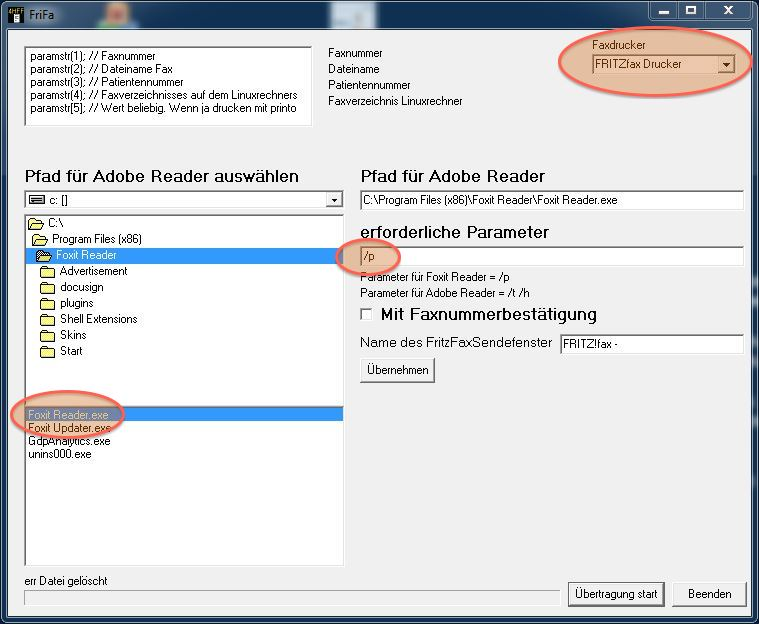 FriFa
paramstr(1); // Faxnummer
paramstr(2); // Dateiname Fax
paramstr(3); // Patientennummer
paramstr(4); // Faxverzeichnisses auf dem Linuxrechners
paramstr(5); // Wert beliebig. Wenn ja drucken mit printo
Faxnummer
Dateiname
Patientennummer
Faxverzeichnis Linuxrechner
Faxdrucker
FRITZfax Drucker
Pfad für Adobe Reader auswählen
c: []
C:\
Program Files (x86)
Foxit Reader
Advertisement
docusign
plugins
Shell Extensions
Skins
Start
Foxit Reader.exe
Foxit Updater.exe
GdpAnalytics.exe
unins000.exe
Pfad für Adobe Reader
C:\Program Files (x86)\Foxit Reader\Foxit Reader.exe
erforderliche Parameter
/p
Parameter für Foxit Reader = /p
Parameter für Adobe Reader = /t /h
Mit Faxnummerbestätigung
Name des FritzFaxSendefenster
FRITZ!fax -
Übernehmen
err Datei gelöscht
Übertragung start
Beenden